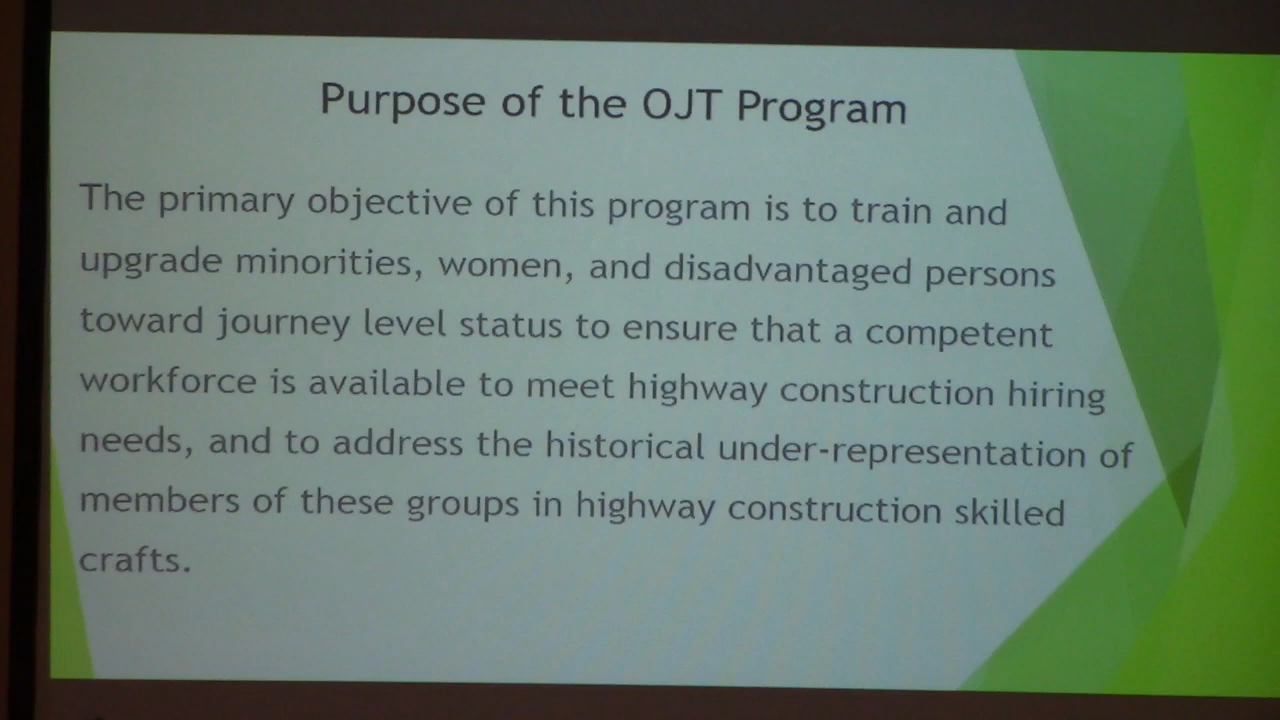 Purpose of the OJT Program
The primary objective of this program is to train and
upgrade minorities, women, and disadvantaged persons
toward journey level status to ensure that a competent
workforce is available to meet highway construction hiring
needs, and to address the historical under-representation of
members of these groups in highway construction skilled
crafts.